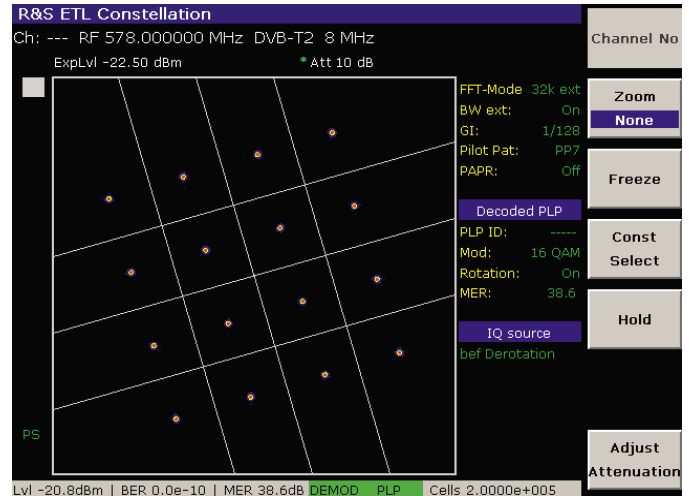 R&S ETL Constellation
Ch: --- RF 578.000000 MHz DVB-T2 8 MHz
ExpLvl -22.50 dBm * Att 10 dB
FFT-Mode 32k ext
BW ext: On
GI: 1/128
Pilot Pat: PP7
PAPR: Off
Decoded PLP
PLP ID: -----
Mod: 16 QAM
Rotation: On
MER: 38.6
IQ source
bef Derotation
PS
Lvl -20.8dBm | BER 0.0e-10 | MER 38.6dB DEMOD PLP Cells 2.0000e+005
Channel No
Zoom
None
Freeze
Const
Select
Hold
Adjust
Attenuation